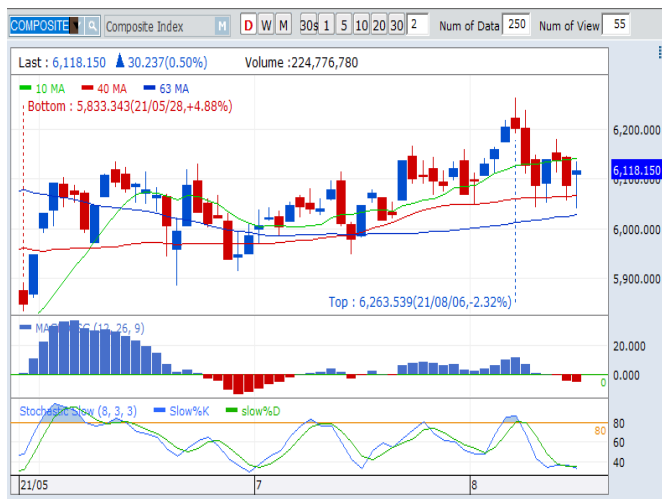 COMPOSITE Composite Index M D W M 30s 1 5 10 20 30 2 Num of Data 250 Num of View 55
Last : 6,118.150 ▲ 30.237(0.50%) Volume :224,776,780
10 MA 40 MA 63 MA
Bottom : 5,833.343(21/05/28,+4.88%)
6,200.000
6,118.150
6,100.000
6,000.000
5,900.000
Top : 6,263.539(21/08/06,-2.32%)
(12, 26, 9)
20.000
0.000
0
Stochastic Slow (8, 3, 3) Slow%K slow%D
80
80
60
40
21/05 7 8